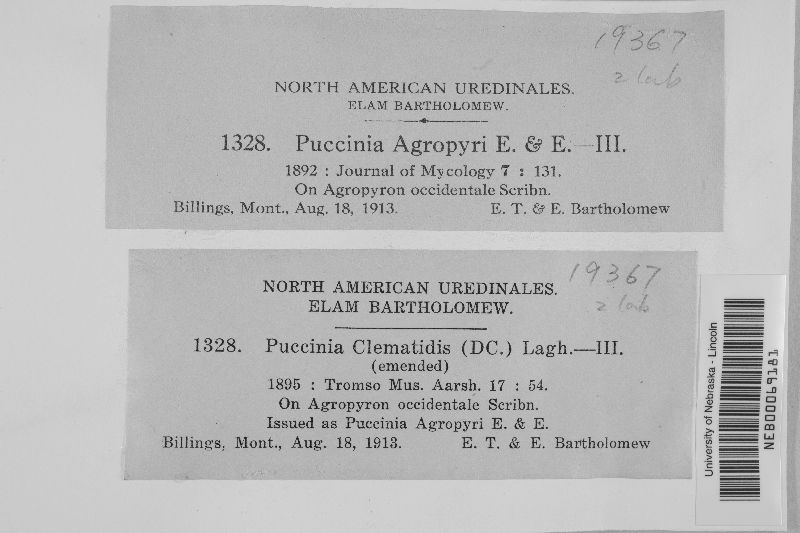 19367
2 lab
NORTH AMERICAN UREDINALES.
ELAM BARTHOLOMEW.
1328. Puccinia Agropyri E. & E.—III.
1892 : Journal of Mycology 7 : 131.
On Agropyron occidentale Scribn.
Billings, Mont., Aug. 18, 1913. E. T. & E. Bartholomew
19367
2 lab
NORTH AMERICAN UREDINALES.
ELAM BARTHOLOMEW.
1328. Puccinia Clematidis (DC.) Lagh.—III.
(emended)
1895 : Tromso Mus. Aarsh. 17 : 54.
On Agropyron occidentale Scribn.
Issued as Puccinia Agropyri E. & E.
Billings, Mont., Aug. 18, 1913. E. T. & E. Bartholomew
University of Nebraska - Lincoln
NEB00069181